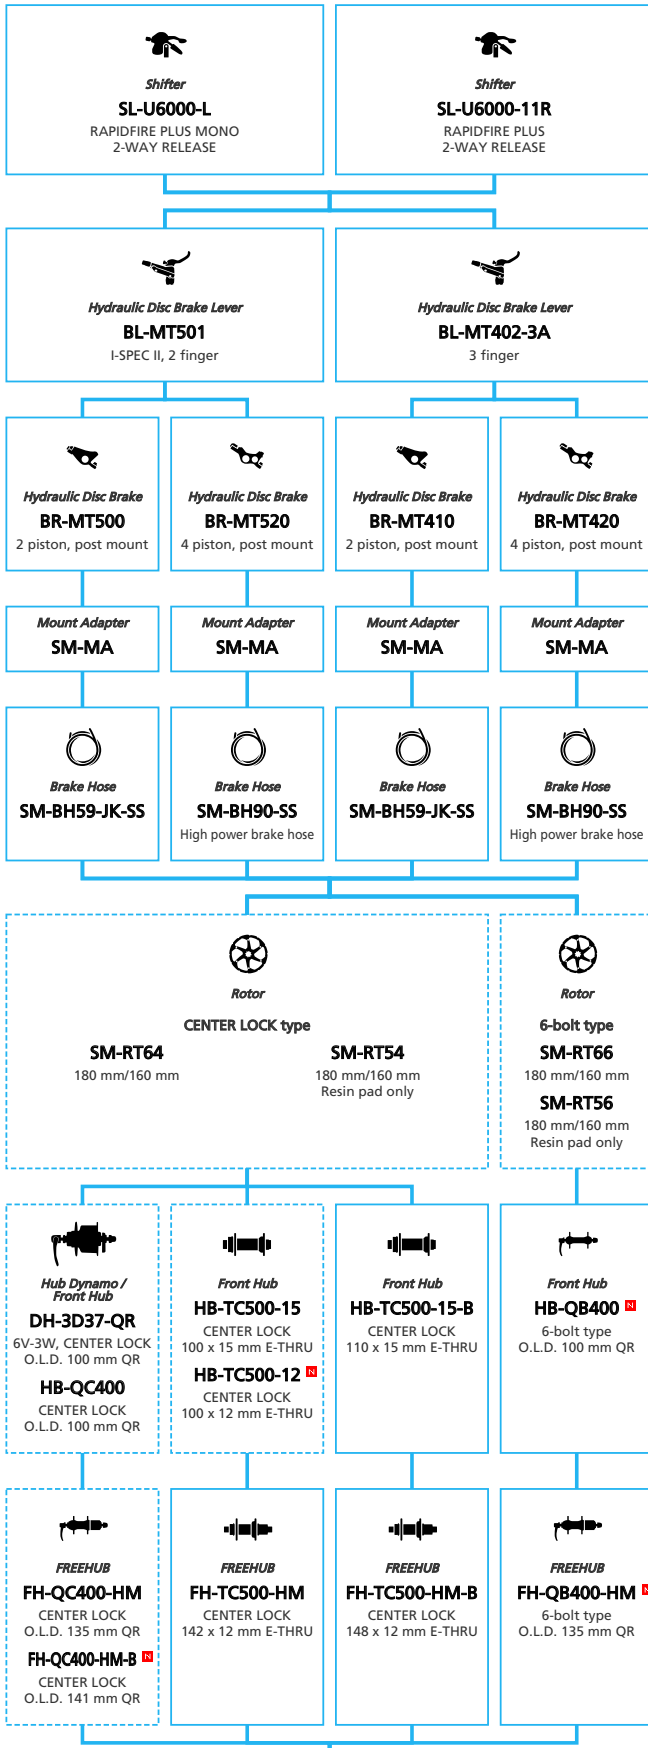 Shifter
SL-U6000-L
RAPIDFIRE PLUS MONO
2-WAY RELEASE
Shifter
SL-U6000-11R
RAPIDFIRE PLUS
2-WAY RELEASE
Hydraulic Disc Brake Lever
BL-MT501
I-SPEC II, 2 finger
Hydraulic Disc Brake Lever
BL-MT402-3A
3 finger
Hydraulic Disc Brake
BR-MT500
2 piston, post mount
Hydraulic Disc Brake
BR-MT520
4 piston, post mount
Hydraulic Disc Brake
BR-MT410
2 piston, post mount
Hydraulic Disc Brake
BR-MT420
4 piston, post mount
Mount Adapter
SM-MA
Mount Adapter
SM-MA
Mount Adapter
SM-MA
Mount Adapter
SM-MA
Brake Hose
SM-BH59-JK-SS
Brake Hose
SM-BH90-SS
High power brake hose
Brake Hose
SM-BH59-JK-SS
Brake Hose
SM-BH90-SS
High power brake hose
Rotor
CENTER LOCK type
SM-RT64
180 mm/160 mm
SM-RT54
180 mm/160 mm
Resin pad only
Rotor
6-bolt type
SM-RT66
180 mm/160 mm
SM-RT56
180 mm/160 mm
Resin pad only
Hub Dynamo /
Front Hub
DH-3D37-QR
6V-3W, CENTER LOCK
O.L.D. 100 mm QR
HB-QC400
CENTER LOCK
O.L.D. 100 mm QR
Front Hub
HB-TC500-15
CENTER LOCK
100 x 15 mm E-THRU
HB-TC500-12 N
CENTER LOCK
100 x 12 mm E-THRU
Front Hub
HB-TC500-15-B
CENTER LOCK
110 x 15 mm E-THRU
Front Hub
HB-QB400 N
6-bolt type
O.L.D. 100 mm QR
FREEHUB
FH-QC400-HM
CENTER LOCK
O.L.D. 135 mm QR
FH-QC400-HM-B N
CENTER LOCK
O.L.D. 141 mm QR
FREEHUB
FH-TC500-HM
CENTER LOCK
142 x 12 mm E-THRU
FREEHUB
FH-TC500-HM-B
CENTER LOCK
148 x 12 mm E-THRU
FREEHUB
FH-QB400-HM N
6-bolt type
O.L.D. 135 mm QR